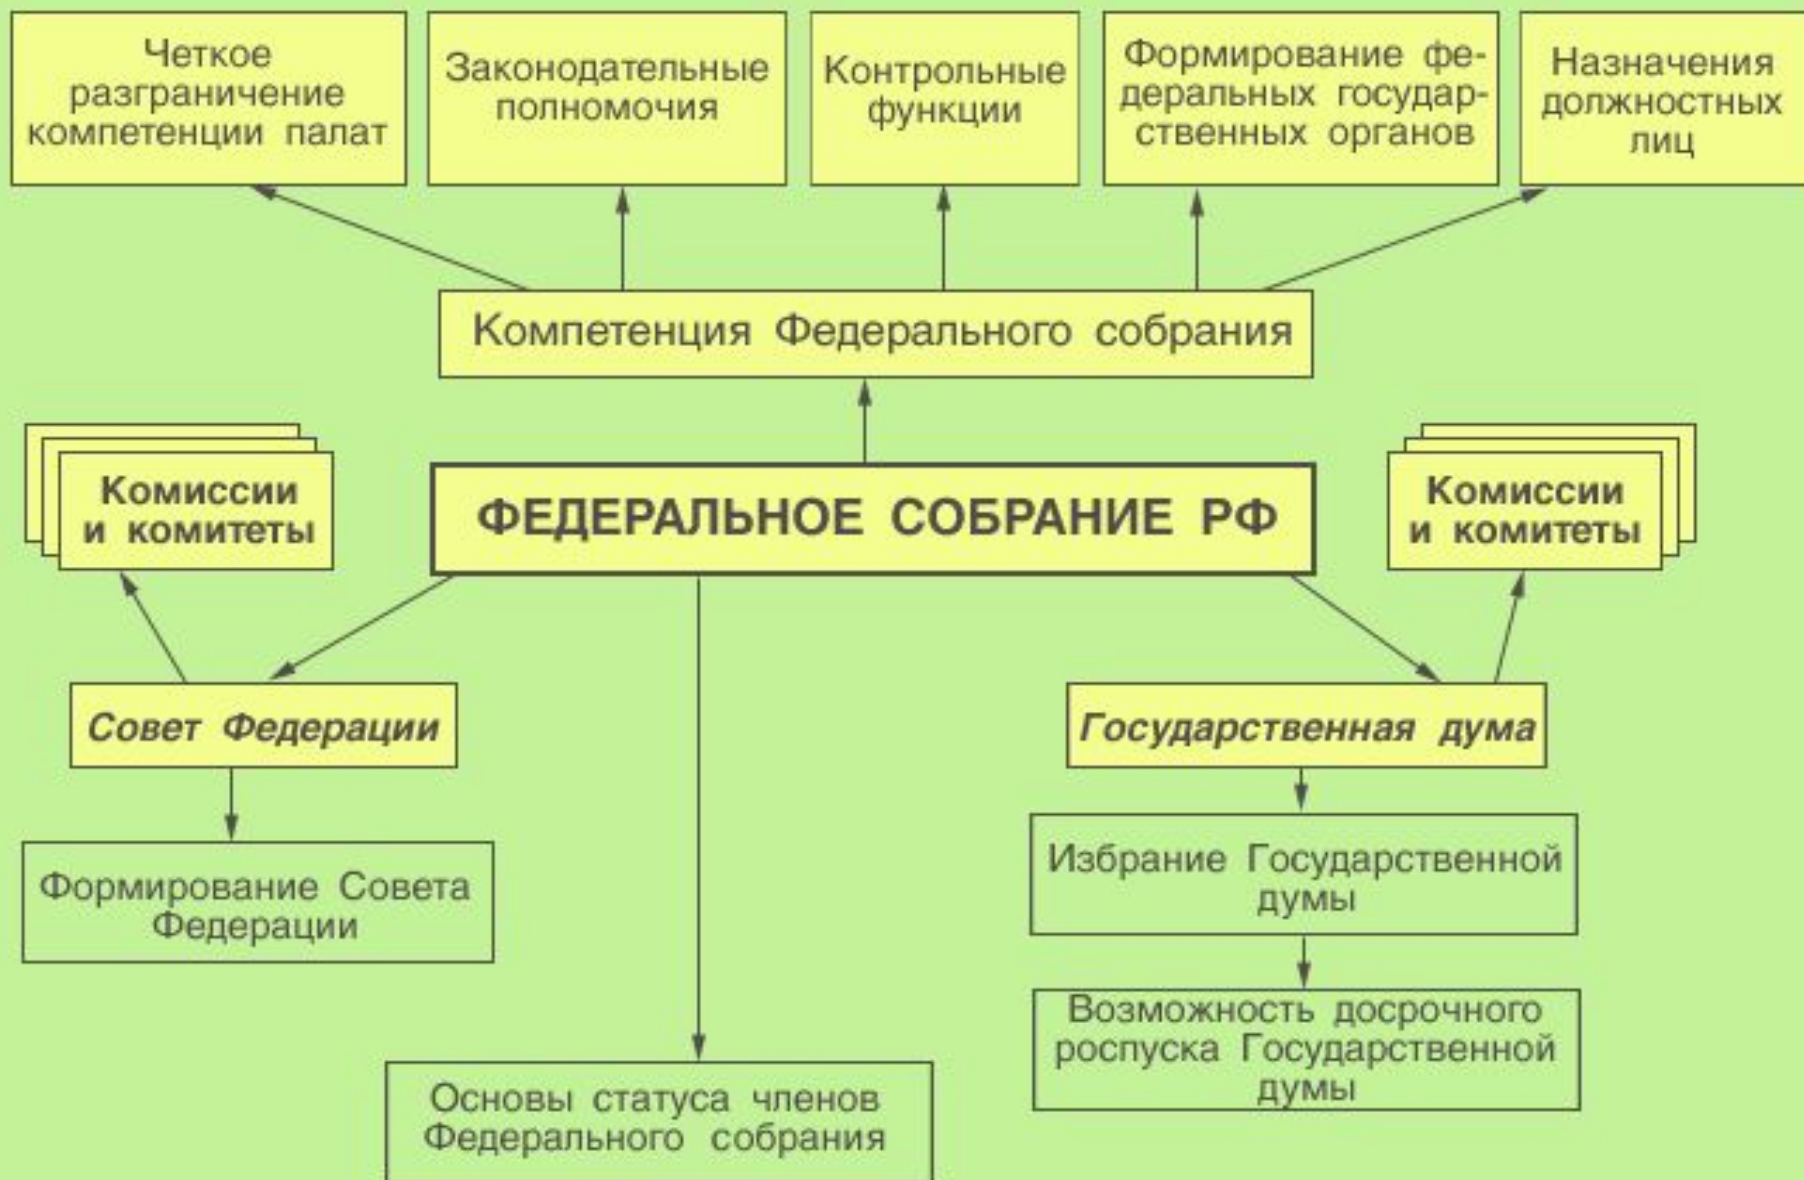 Четкое
разграничение
компетенции палат
Законодательные
полномочия
Контрольные
функции
Формирование фе-
деральных государ-
ственных органов
Назначения
должностных
лиц
Компетенция Федерального собрания
Комиссии
и комитеты
ФЕДЕРАЛЬНОЕ СОБРАНИЕ РФ
Комиссии
и комитеты
Совет Федерации
Государственная дума
Формирование Совета
Федерации
Избрание Государственной
думы
Возможность досрочного
роспуска Государственной
думы
Основы статуса членов
Федерального собрания